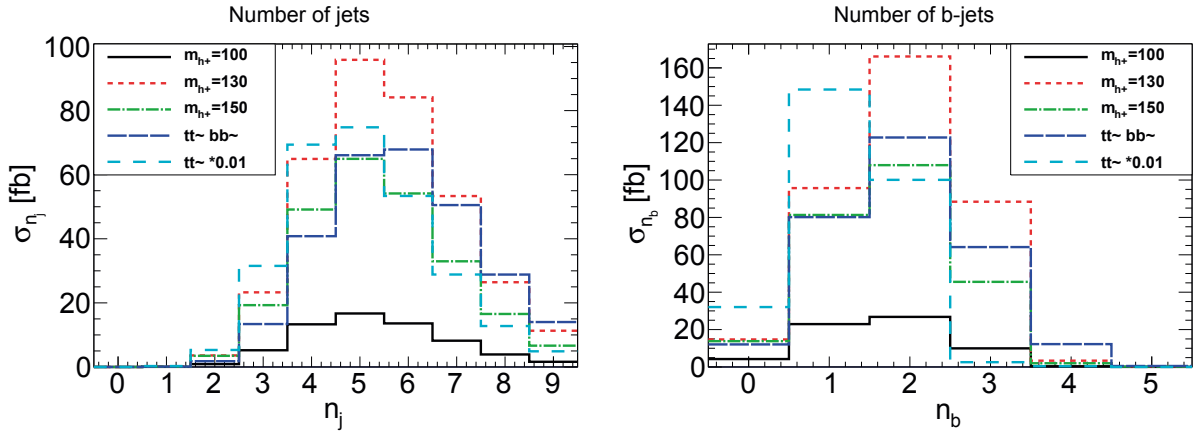 Number of jets
100
80
60
40
20
0
σ_{n_j} [fb]
m_{h+}=100
m_{h+}=130
m_{h+}=150
tt~ bb~
tt~ *0.01
0 1 2 3 4 5 6 7 8 9
n_j
Number of b-jets
160
140
120
100
80
60
40
20
0
σ_{n_b} [fb]
m_{h+}=100
m_{h+}=130
m_{h+}=150
tt~ bb~
tt~ *0.01
0 1 2 3 4 5
n_b